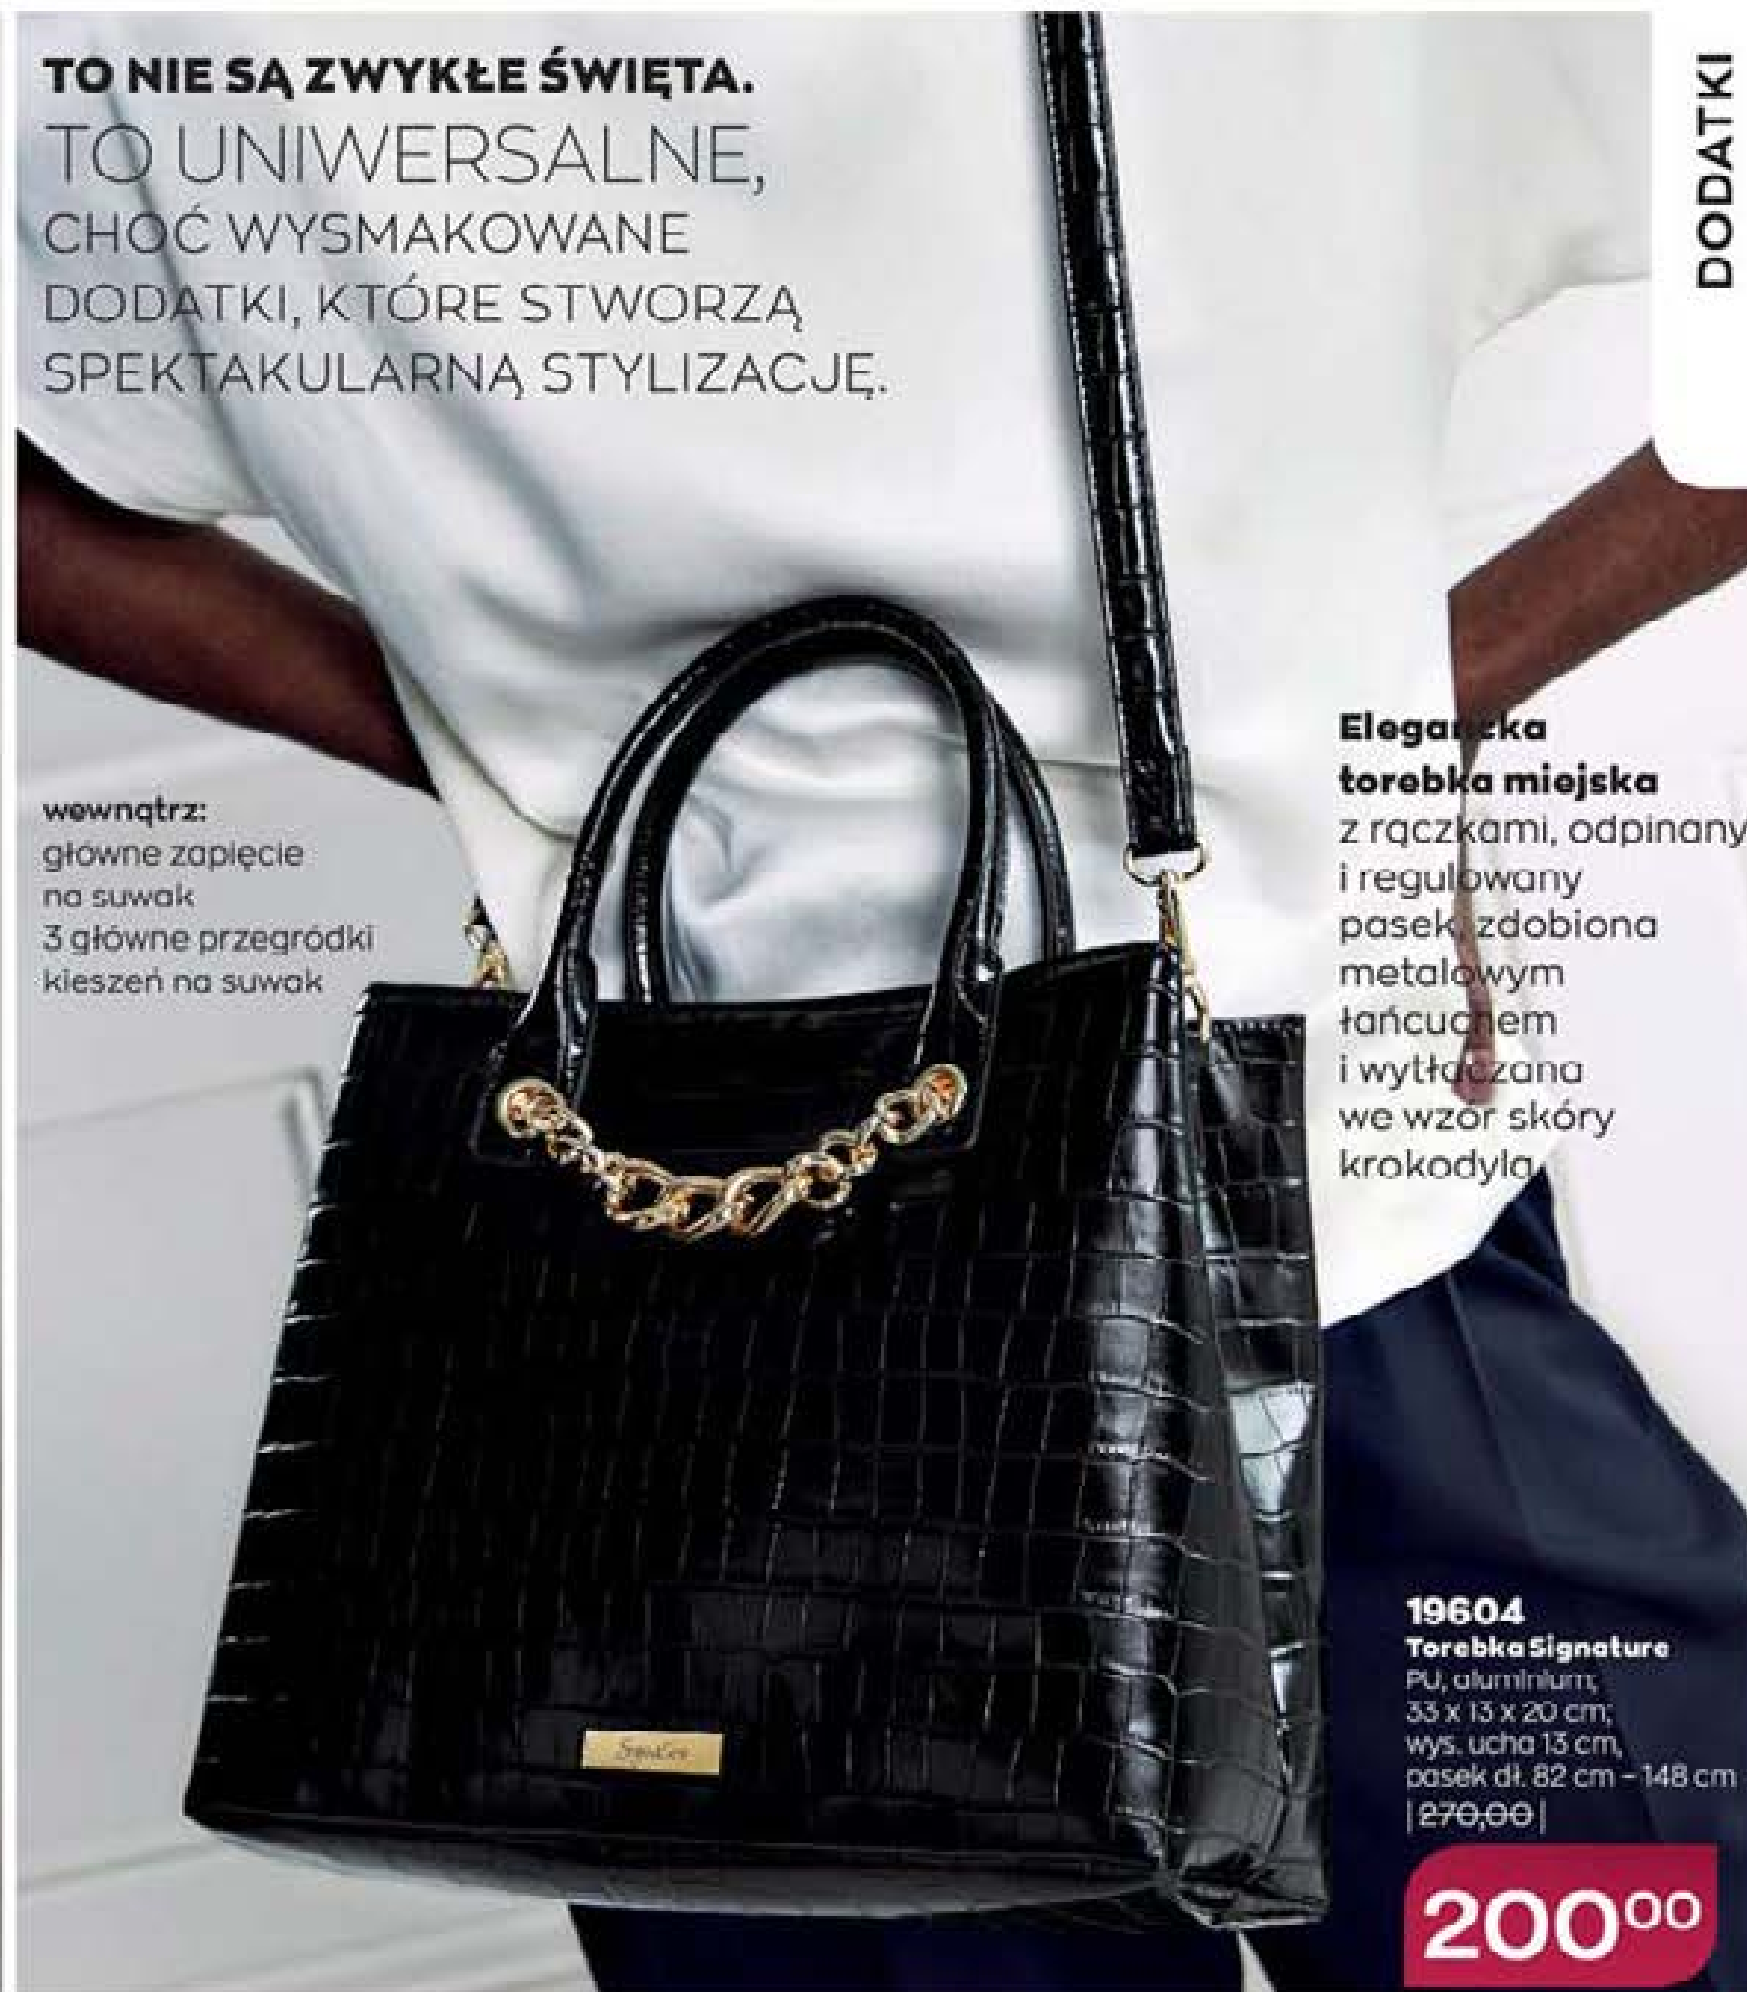 TO NIE SĄ ZWYKŁE ŚWIĘTA.
TO UNIWERSALNE,
CHOĆ WYSMAKOWANE
DODATKI, KTÓRE STWORZĄ
SPEKTAKULARNĄ STYLIZACJĘ.
DODATKI
wewnątrz:
główne zapięcie
na suwak
3 główne przegródki
kieszeń na suwak
Elegancka
torebka miejska
z rączkami, odpinany
i regulowany
pasek, zdobiona
metalowym
łańcuchem
i wytłaczana
we wzór skóry
krokodyla
19604
Torebka Signature
PU, aluminium;
33 x 13 x 20 cm;
wys. ucha 13 cm,
pasek dł. 82 cm – 148 cm
|270,00|
200⁰⁰